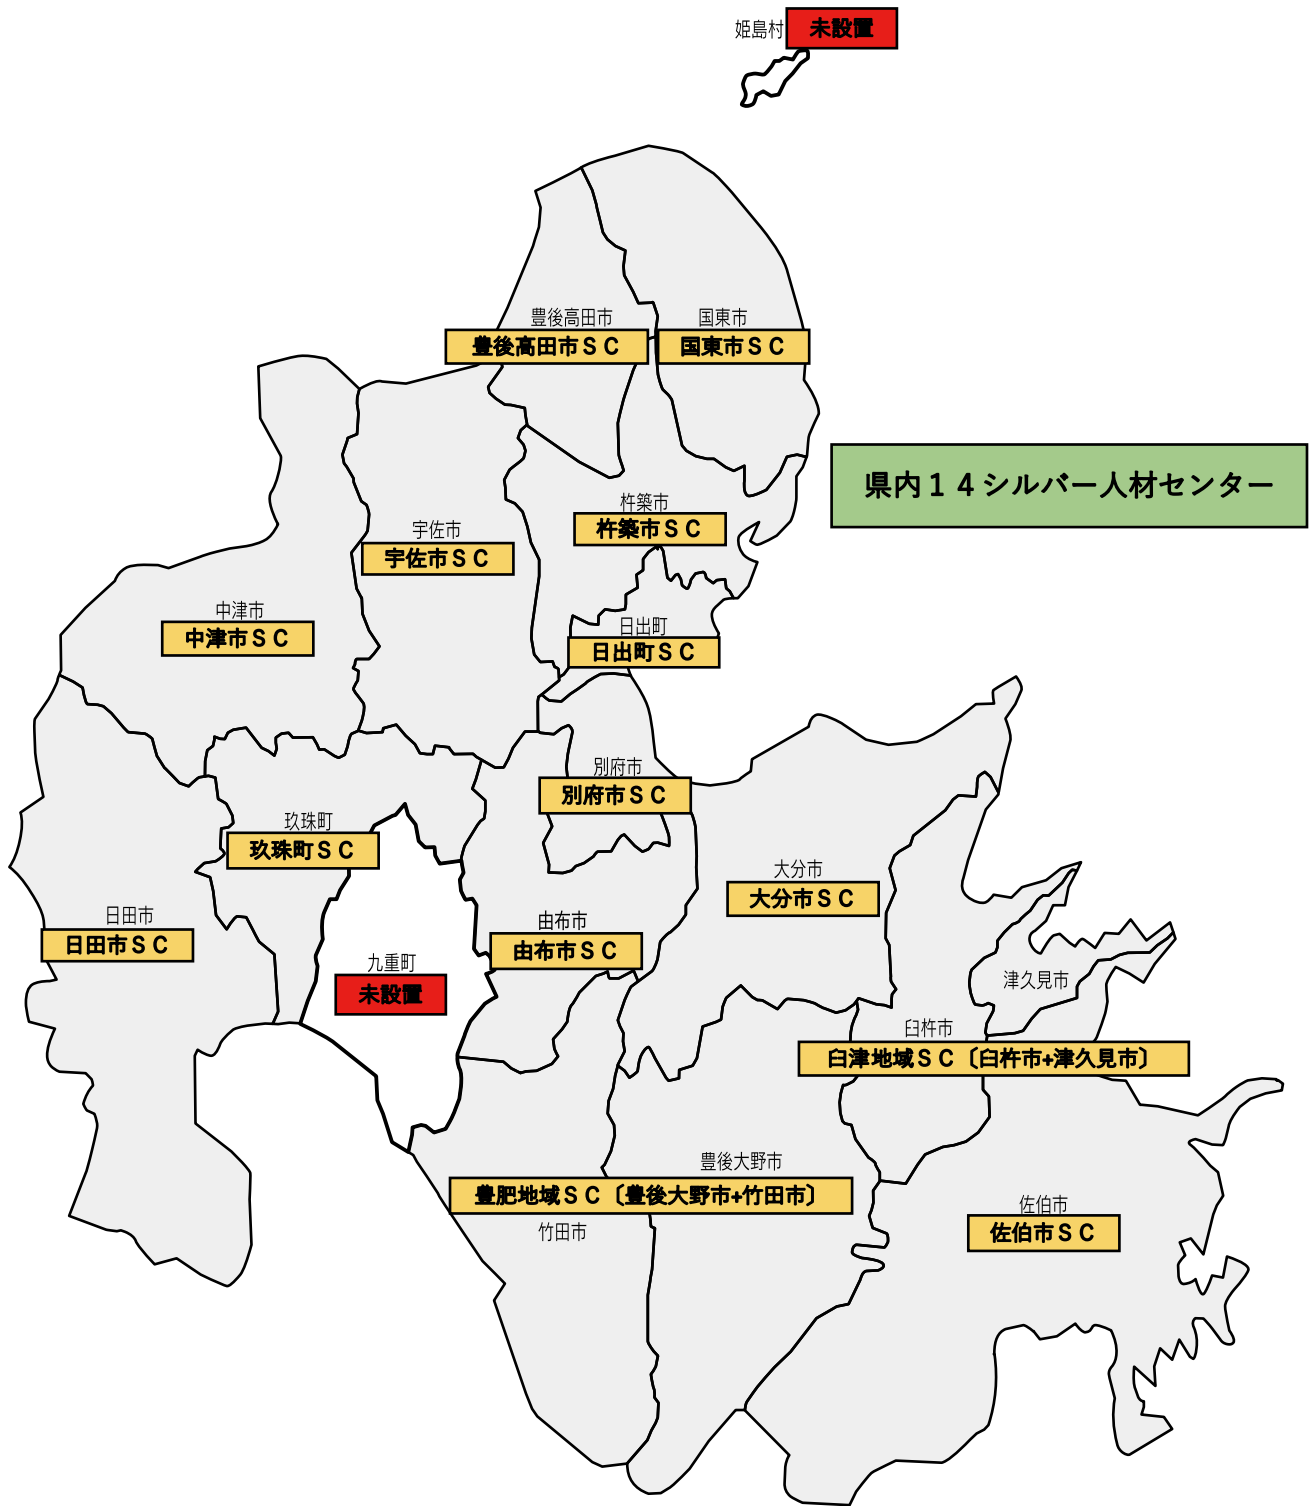 姫島村
未設置
豊後高田市
豊後高田市ＳＣ
国東市
国東市ＳＣ
県内１４シルバー人材センター
杵築市
杵築市ＳＣ
宇佐市
宇佐市ＳＣ
中津市
中津市ＳＣ
日出町
日出町ＳＣ
別府市
別府市ＳＣ
玖珠町
玖珠町ＳＣ
大分市
大分市ＳＣ
日田市
日田市ＳＣ
由布市
由布市ＳＣ
九重町
未設置
津久見市
臼杵市
臼津地域ＳＣ〔臼杵市+津久見市〕
豊後大野市
豊肥地域ＳＣ〔豊後大野市+竹田市〕
竹田市
佐伯市
佐伯市ＳＣ